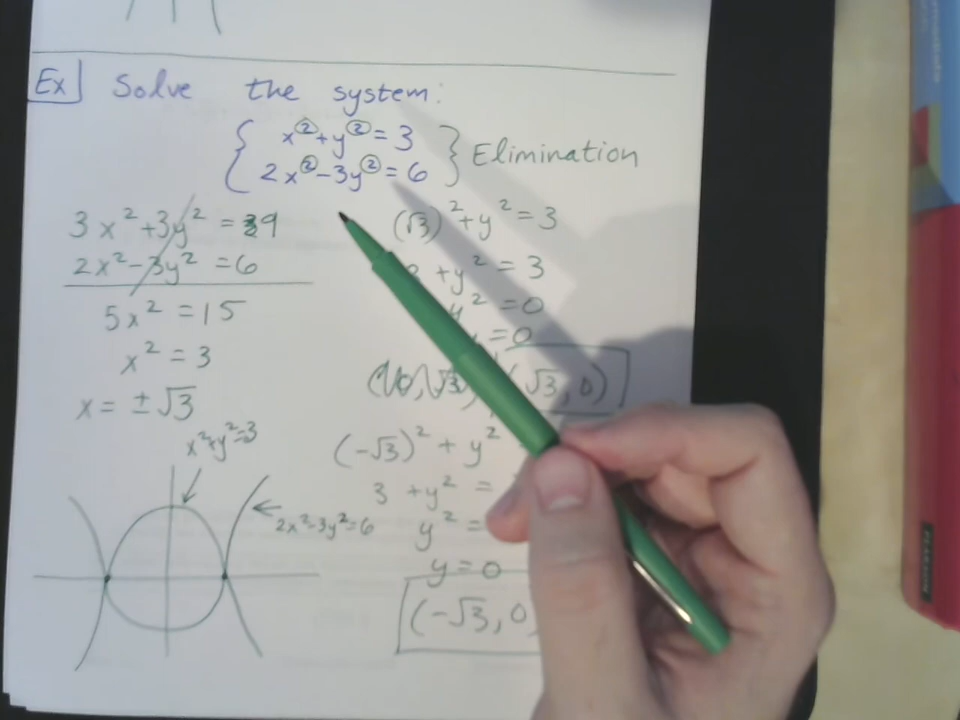 Ex Solve the system:
{ x²+y²=3
2x²-3y²=6 } Elimination
3x²+3y²=9
2x²-3y²=6
5x²=15
x²=3
x=±√3
x²+y²=3
2x²-3y²=6
(√3)²+y²=3
+y²=3
y²=0
=0
(√3,0)
(-√3)²+y²
3+y²=
y²=
y=0
(-√3,0
PEARSON